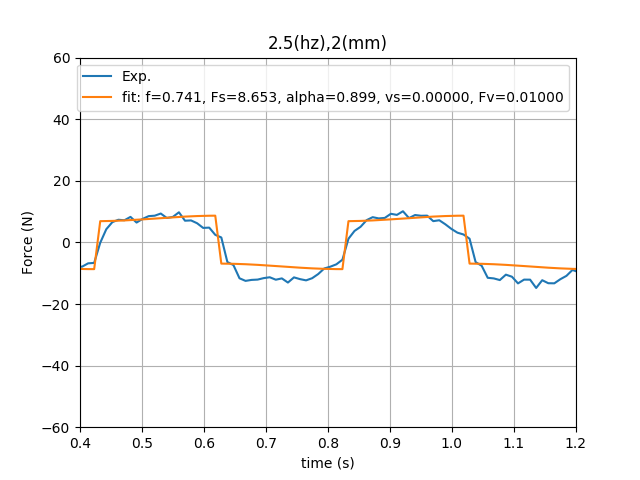 2.5(hz),2(mm)
Exp.
fit: f=0.741, Fs=8.653, alpha=0.899, vs=0.00000, Fv=0.01000
Force (N)
60
40
20
0
−20
−40
−60
0.4 0.5 0.6 0.7 0.8 0.9 1.0 1.1 1.2
time (s)